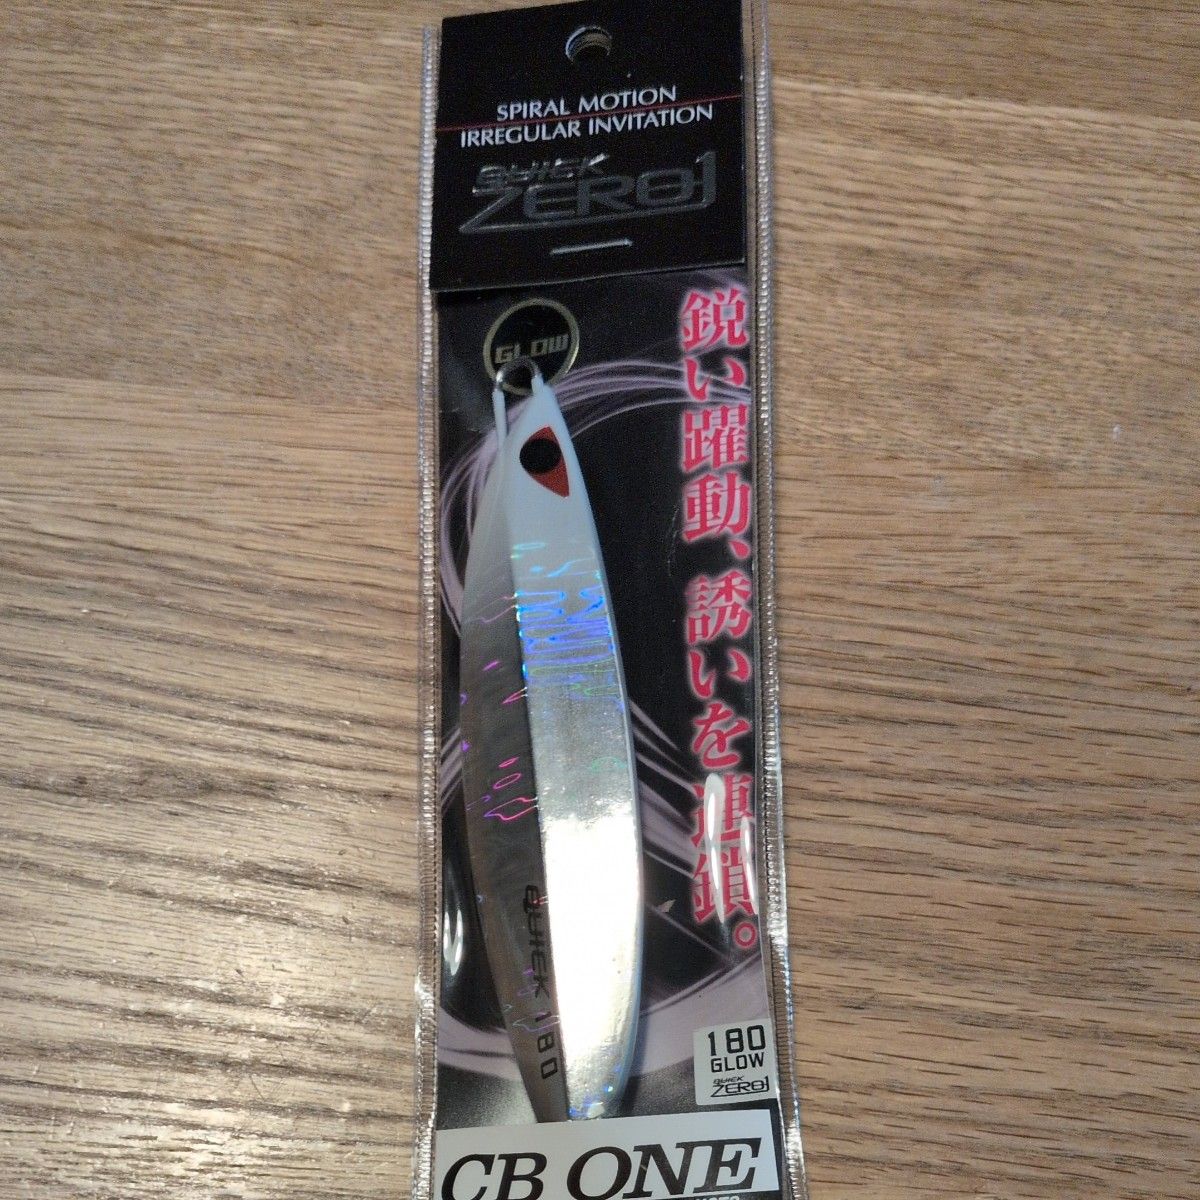 SPIRAL MOTION
IRREGULAR INVITATION
QUICK
ZERO1
GLOW
鋭い躍動、誘いを連鎖。
QUICK 180
180
GLOW
QUICK
ZERO1
CB ONE